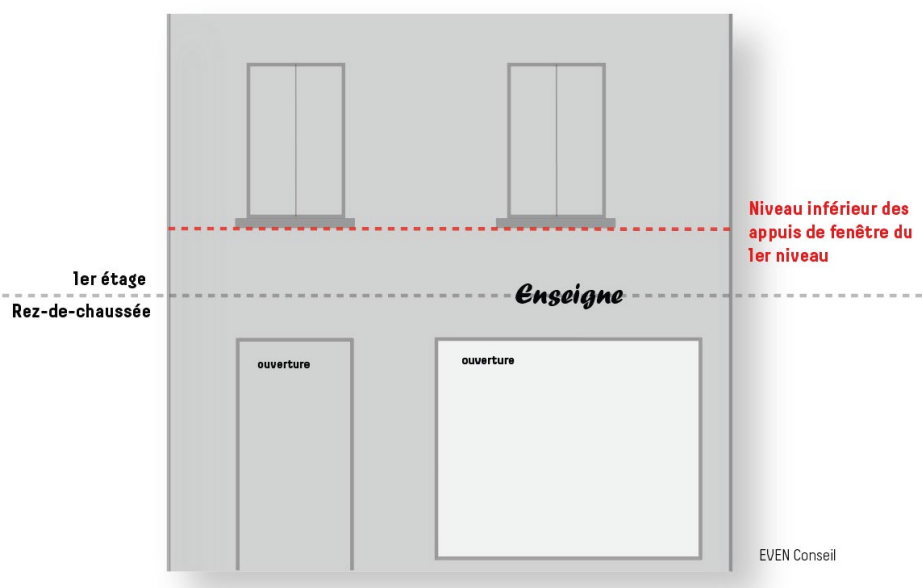 Niveau inférieur des
appuis de fenêtre du
1er niveau
1er étage
Enseigne
Rez-de-chaussée
ouverture
ouverture
EVEN Conseil